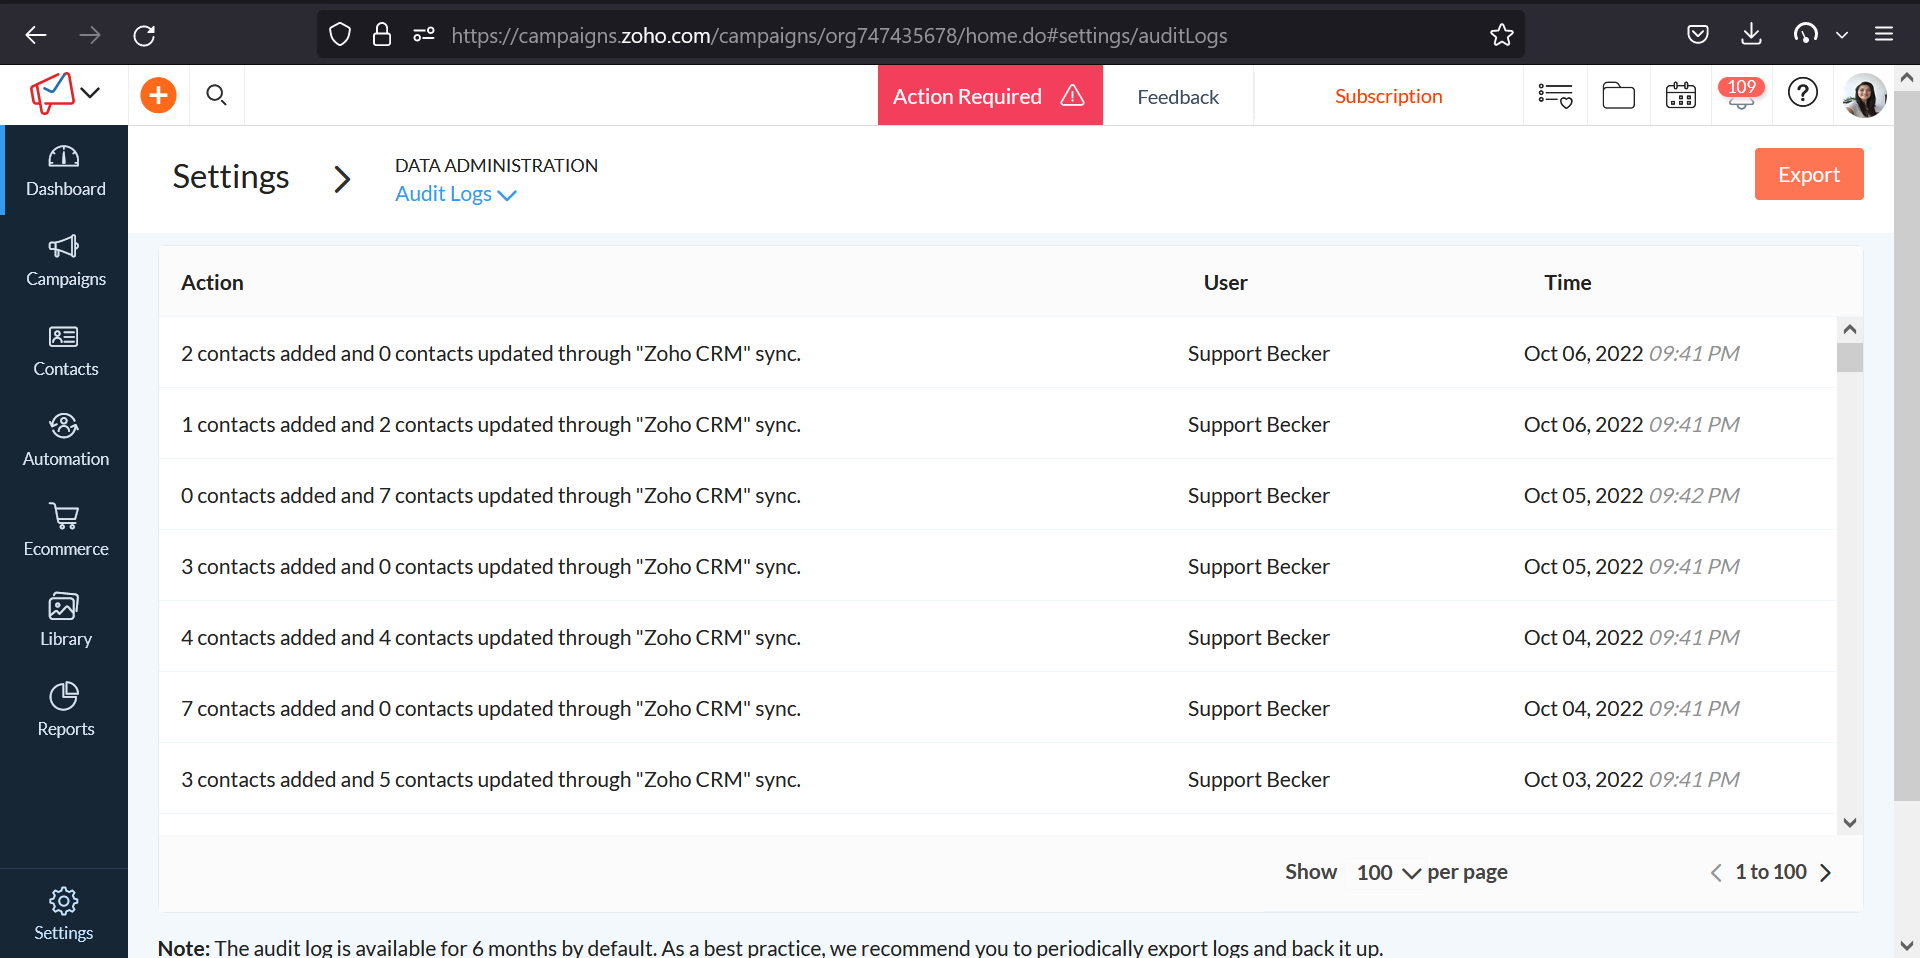 https://campaigns.zoho.com/campaigns/org747435678/home.do#settings/auditLogs
Action Required
Feedback
Subscription
109
Dashboard
Campaigns
Contacts
Automation
Ecommerce
Library
Reports
Settings
Settings
DATA ADMINISTRATION
Audit Logs
Export
Action User Time
2 contacts added and 0 contacts updated through "Zoho CRM" sync. Support Becker Oct 06, 2022 09:41 PM
1 contacts added and 2 contacts updated through "Zoho CRM" sync. Support Becker Oct 06, 2022 09:41 PM
0 contacts added and 7 contacts updated through "Zoho CRM" sync. Support Becker Oct 05, 2022 09:42 PM
3 contacts added and 0 contacts updated through "Zoho CRM" sync. Support Becker Oct 05, 2022 09:41 PM
4 contacts added and 4 contacts updated through "Zoho CRM" sync. Support Becker Oct 04, 2022 09:41 PM
7 contacts added and 0 contacts updated through "Zoho CRM" sync. Support Becker Oct 04, 2022 09:41 PM
3 contacts added and 5 contacts updated through "Zoho CRM" sync. Support Becker Oct 03, 2022 09:41 PM
Show 100 per page 1 to 100
Note: The audit log is available for 6 months by default. As a best practice, we recommend you to periodically export logs and back it up.